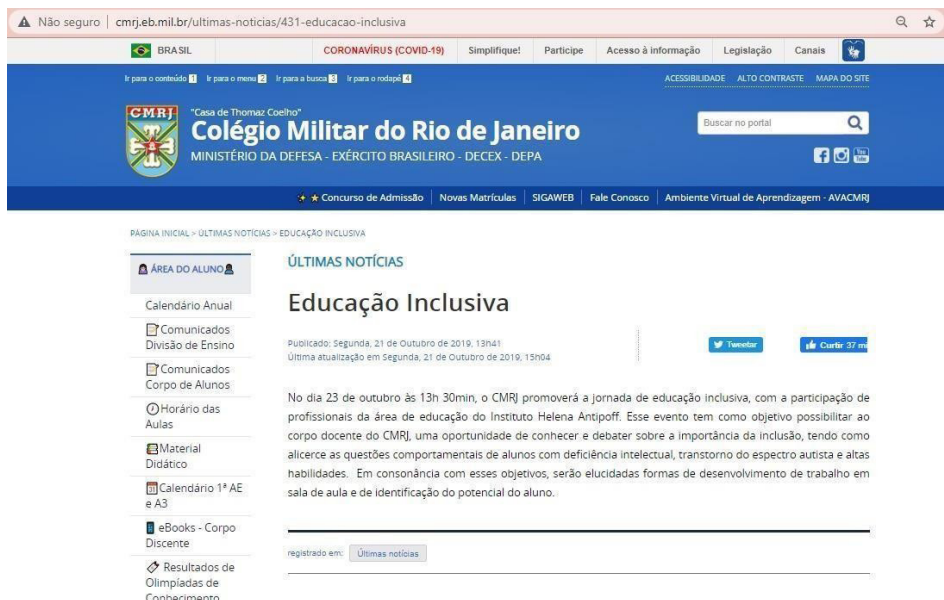 Não seguro | cmrj.eb.mil.br/ultimas-noticias/431-educacao-inclusiva
BRASIL CORONAVÍRUS (COVID-19) Simplifique! Participe Acesso à informação Legislação Canais
Ir para o conteúdo 1 Ir para o menu 2 Ir para a busca 3 Ir para o rodapé 4 ACESSIBILIDADE ALTO CONTRASTE MAPA DO SITE
CMRJ
"Casa de Thomaz Coelho"
Colégio Militar do Rio de Janeiro
MINISTÉRIO DA DEFESA - EXÉRCITO BRASILEIRO - DECEX - DEPA
Buscar no portal
You Tube
Concurso de Admissão | Novas Matrículas | SIGAWEB | Fale Conosco | Ambiente Virtual de Aprendizagem - AVACMRJ
PÁGINA INICIAL > ÚLTIMAS NOTÍCIAS > EDUCAÇÃO INCLUSIVA
ÁREA DO ALUNO
Calendário Anual
Comunicados
Divisão de Ensino
Comunicados
Corpo de Alunos
Horário das
Aulas
Material
Didático
Calendário 1ª AE
e A3
eBooks - Corpo
Discente
Resultados de
Olimpíadas de
Conhecimento
ÚLTIMAS NOTÍCIAS
Educação Inclusiva
Publicado: Segunda, 21 de Outubro de 2019, 13h41
Última atualização em Segunda, 21 de Outubro de 2019, 15h04
Tweetar
Curtir 37 mi
No dia 23 de outubro às 13h 30min, o CMRJ promoverá a jornada de educação inclusiva, com a participação de
profissionais da área de educação do Instituto Helena Antipoff. Esse evento tem como objetivo possibilitar ao
corpo docente do CMRJ, uma oportunidade de conhecer e debater sobre a importância da inclusão, tendo como
alicerce as questões comportamentais de alunos com deficiência intelectual, transtorno do espectro autista e altas
habilidades. Em consonância com esses objetivos, serão elucidadas formas de desenvolvimento de trabalho em
sala de aula e de identificação do potencial do aluno.
registrado em: Últimas notícias